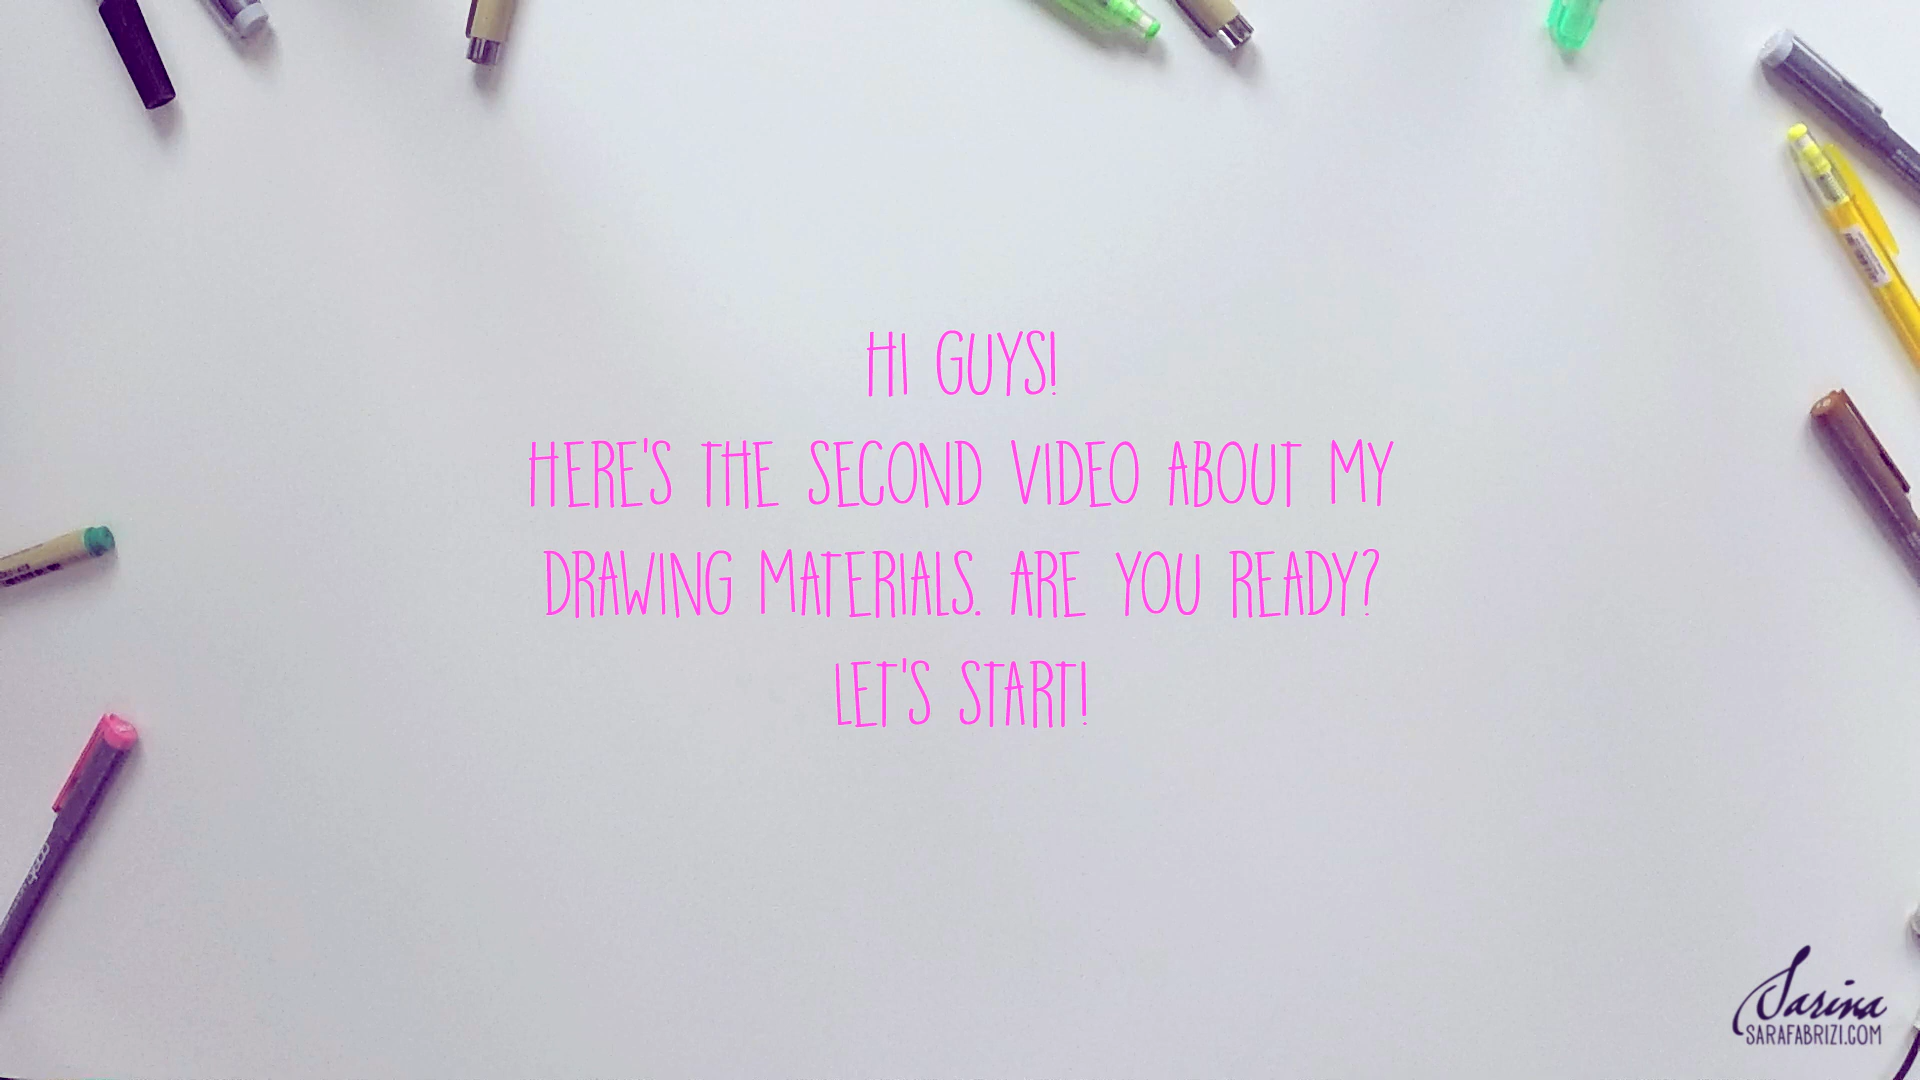 HI GUYS!
HERE'S THE SECOND VIDEO ABOUT MY
DRAWING MATERIALS. ARE YOU READY?
LET'S START!
Sarina
SARAFABRIZI.COM